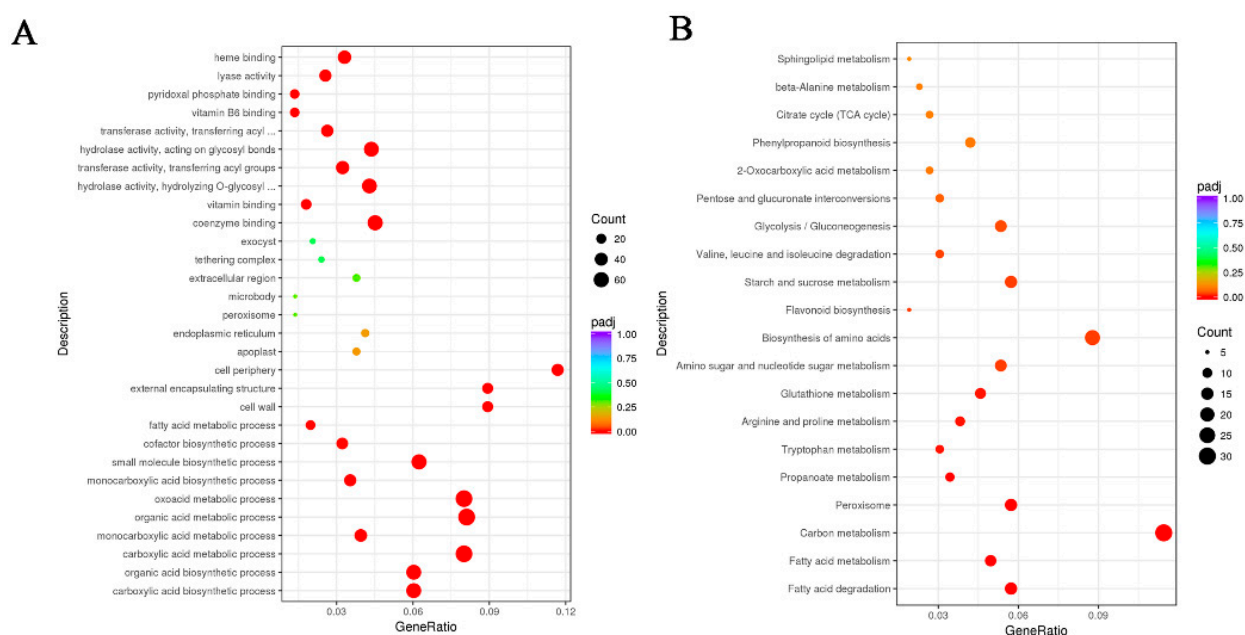 A
heme binding
lyase activity
pyridoxal phosphate binding
vitamin B6 binding
transferase activity, transferring acyl ...
hydrolase activity, acting on glycosyl bonds
transferase activity, transferring acyl groups
hydrolase activity, hydrolyzing O-glycosyl ...
vitamin binding
coenzyme binding
exocyst
tethering complex
extracellular region
microbody
peroxisome
endoplasmic reticulum
apoplast
cell periphery
external encapsulating structure
cell wall
fatty acid metabolic process
cofactor biosynthetic process
small molecule biosynthetic process
monocarboxylic acid biosynthetic process
oxoacid metabolic process
organic acid metabolic process
monocarboxylic acid metabolic process
carboxylic acid metabolic process
organic acid biosynthetic process
carboxylic acid biosynthetic process
Description
0.03 0.06 0.09 0.12
GeneRatio
Count
20
40
60
padj
1.00
0.75
0.50
0.25
0.00
B
Sphingolipid metabolism
beta-Alanine metabolism
Citrate cycle (TCA cycle)
Phenylpropanoid biosynthesis
2-Oxocarboxylic acid metabolism
Pentose and glucuronate interconversions
Glycolysis / Gluconeogenesis
Valine, leucine and isoleucine degradation
Starch and sucrose metabolism
Flavonoid biosynthesis
Biosynthesis of amino acids
Amino sugar and nucleotide sugar metabolism
Glutathione metabolism
Arginine and proline metabolism
Tryptophan metabolism
Propanoate metabolism
Peroxisome
Carbon metabolism
Fatty acid metabolism
Fatty acid degradation
Description
0.03 0.06 0.09
GeneRatio
padj
1.00
0.75
0.50
0.25
0.00
Count
5
10
15
20
25
30